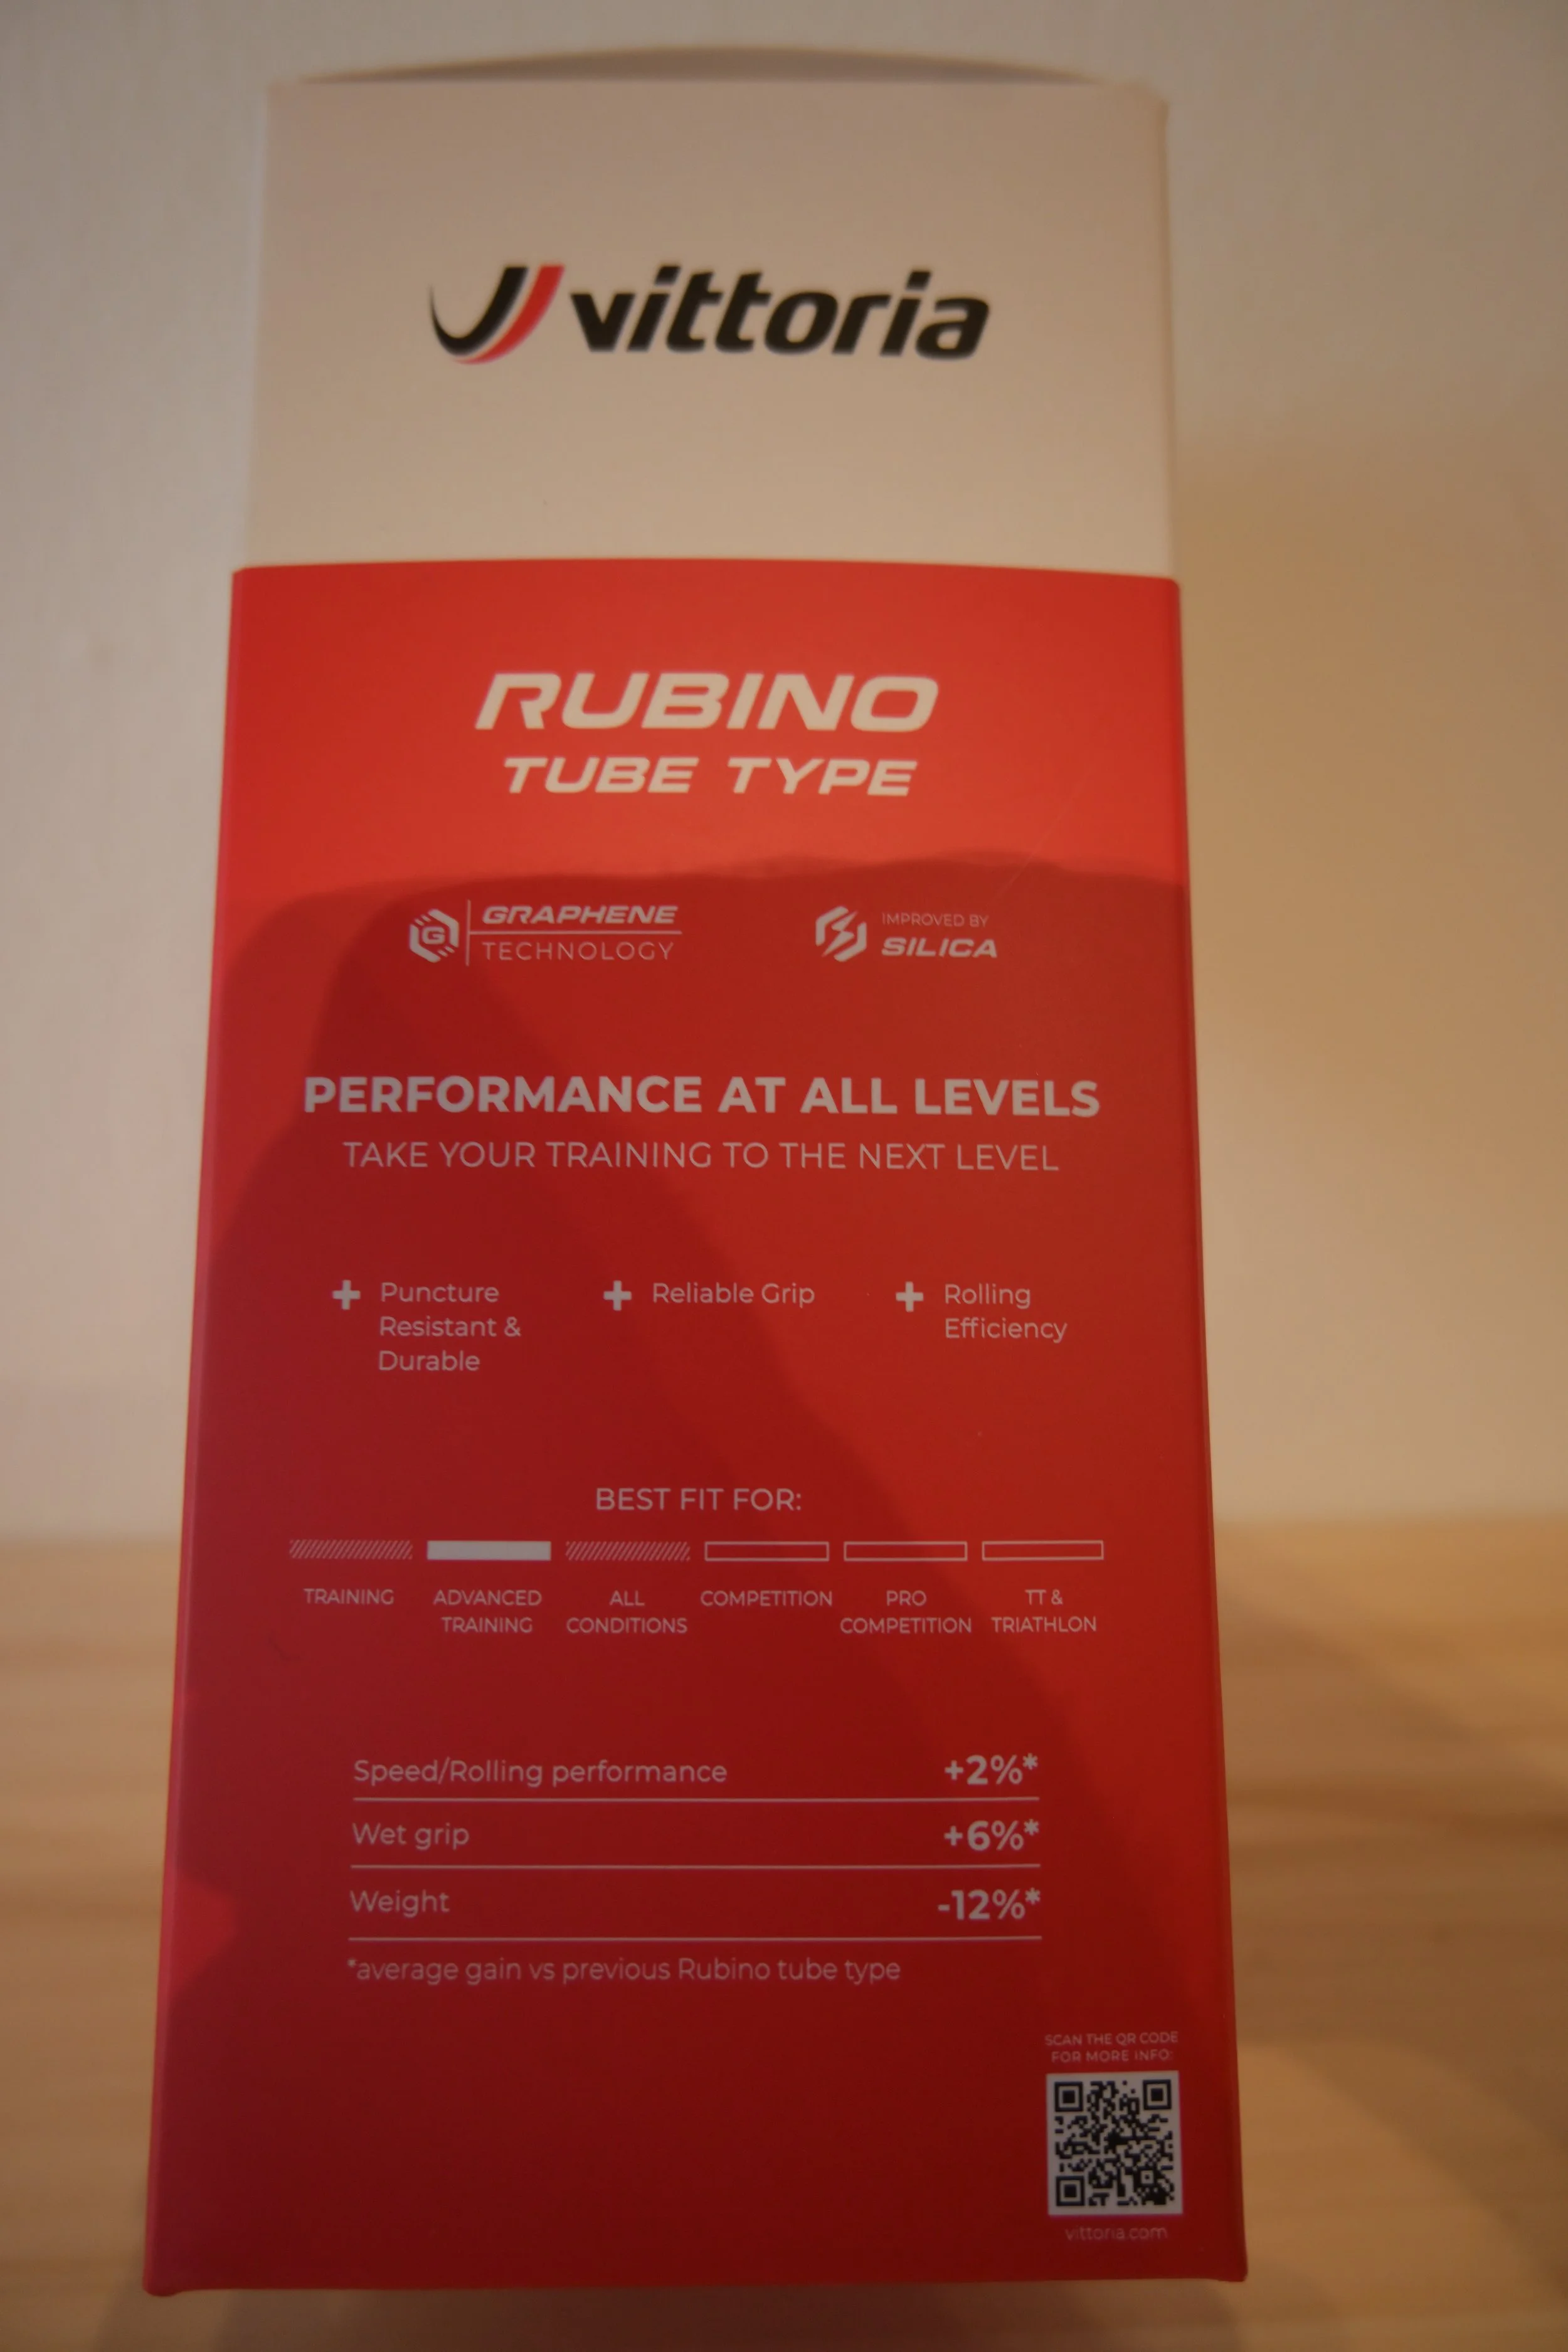 vittoria
RUBINO
TUBE TYPE
G GRAPHENE
TECHNOLOGY
IMPROVED BY
SILICA
PERFORMANCE AT ALL LEVELS
TAKE YOUR TRAINING TO THE NEXT LEVEL
+ Puncture
Resistant &
Durable
+ Reliable Grip
+ Rolling
Efficiency
BEST FIT FOR:
TRAINING
ADVANCED
TRAINING
ALL
CONDITIONS
COMPETITION
PRO
COMPETITION
TT &
TRIATHLON
Speed/Rolling performance +2%*
Wet grip +6%*
Weight -12%*
*average gain vs previous Rubino tube type
SCAN THE QR CODE
FOR MORE INFO:
vittoria.com